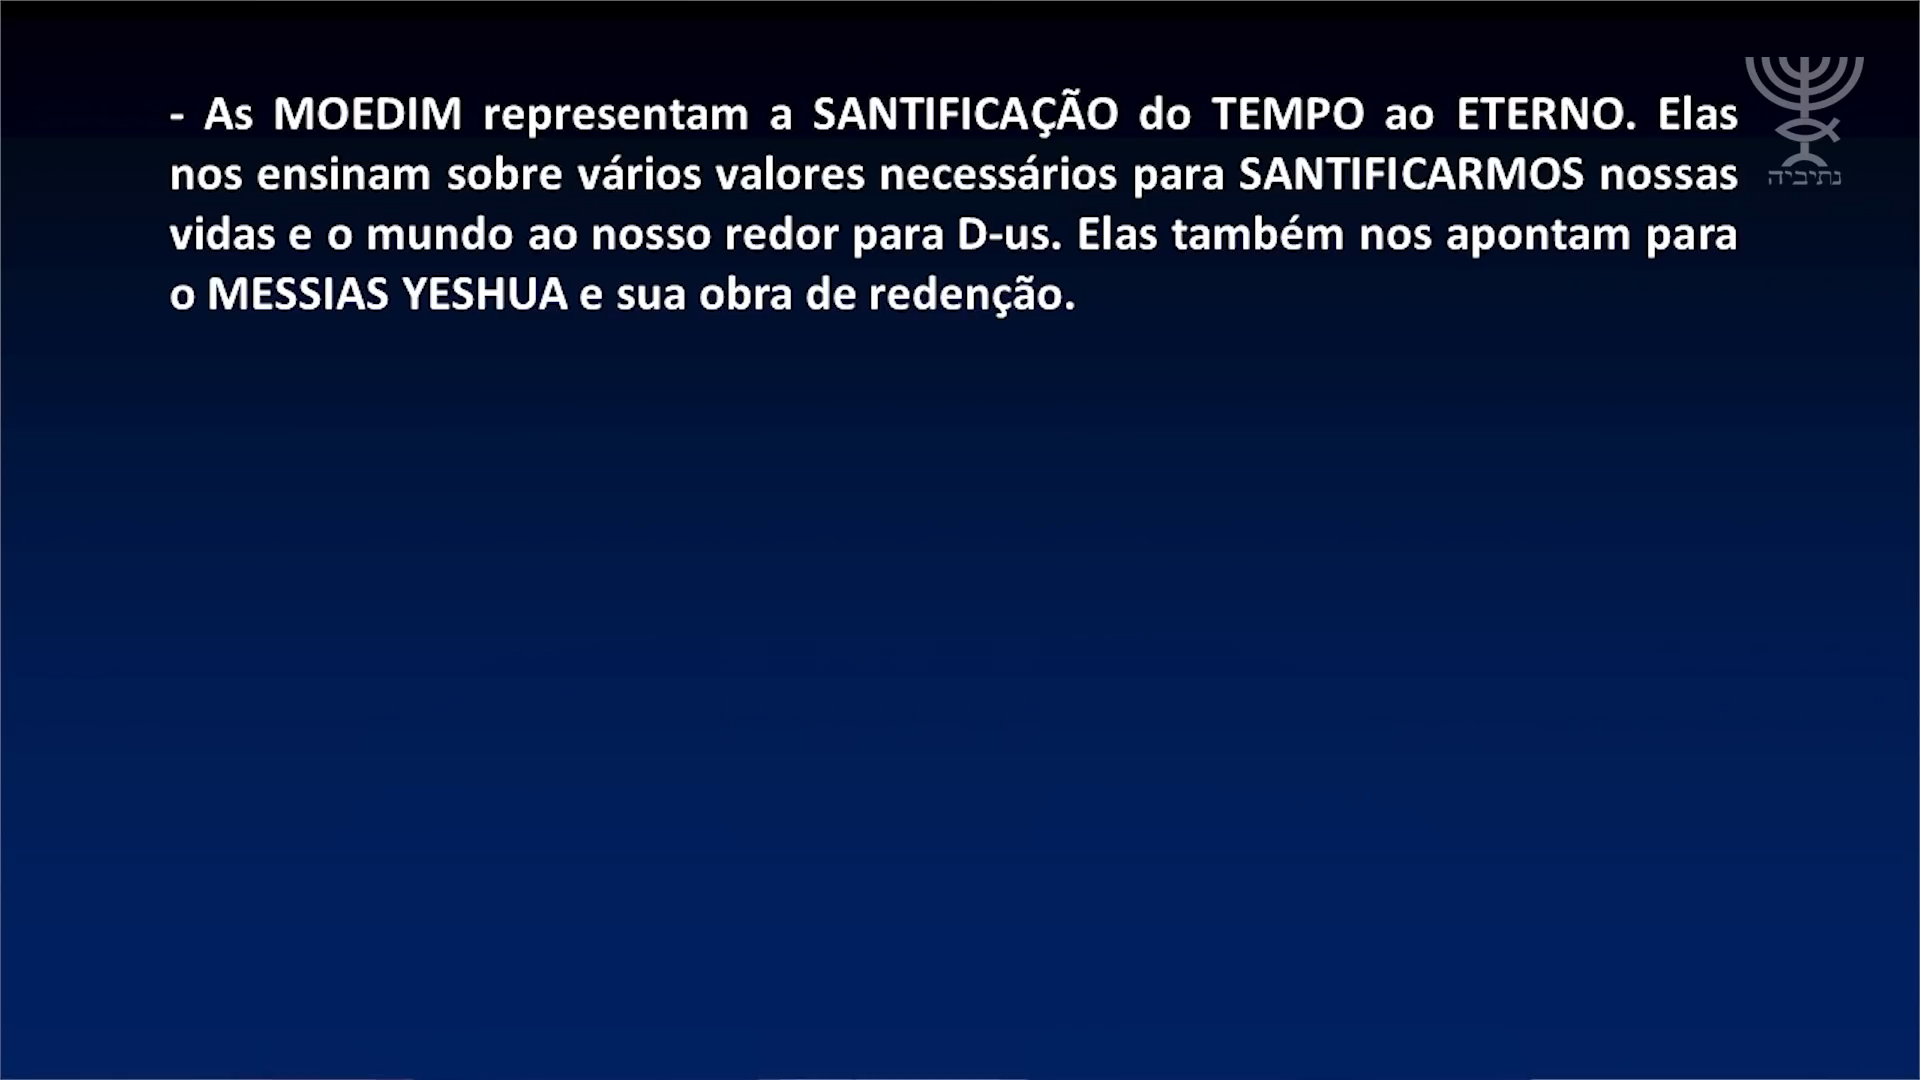 - As MOEDIM representam a SANTIFICAÇÃO do TEMPO ao ETERNO. Elas
nos ensinam sobre vários valores necessários para SANTIFICARMOS nossas
vidas e o mundo ao nosso redor para D-us. Elas também nos apontam para
o MESSIAS YESHUA e sua obra de redenção.
נתיביה